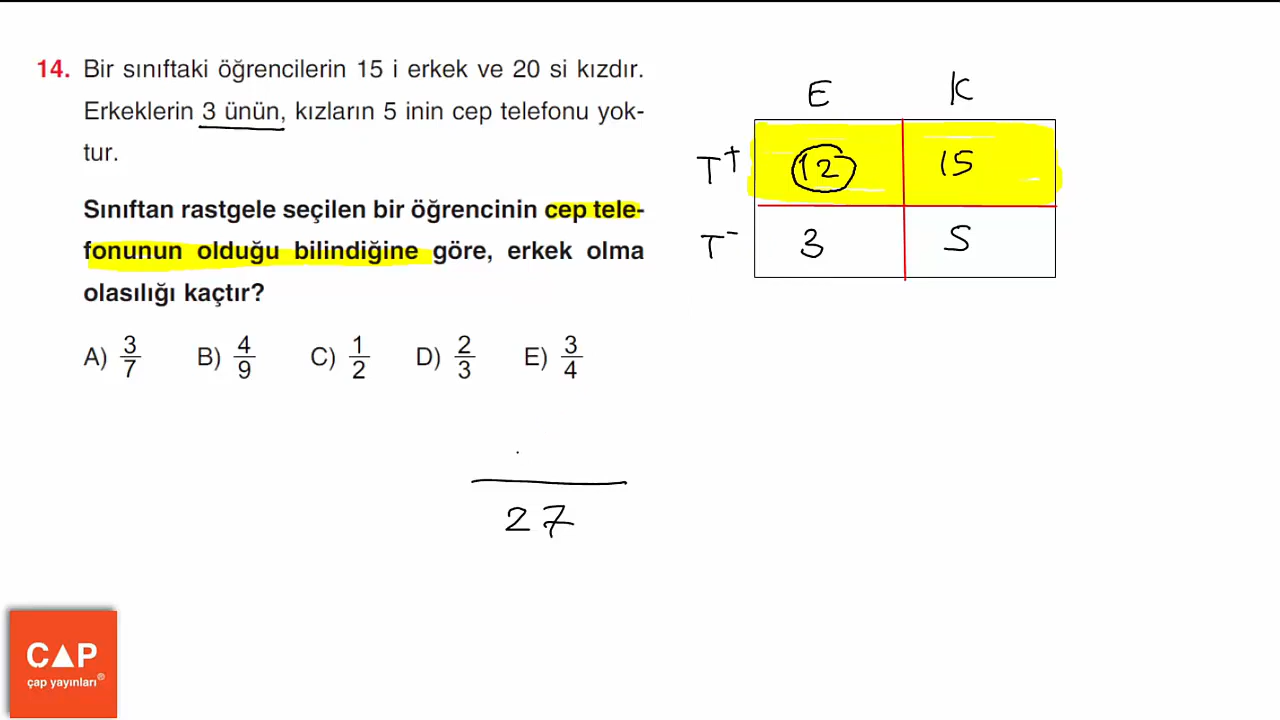 14. Bir sınıftaki öğrencilerin 15 i erkek ve 20 si kızdır.
Erkeklerin 3 ünün, kızların 5 inin cep telefonu yok-
tur.
Sınıftan rastgele seçilen bir öğrencinin cep tele-
fonunun olduğu bilindiğine göre, erkek olma
olasılığı kaçtır?
A) 3/7 B) 4/9 C) 1/2 D) 2/3 E) 3/4
E K
T+ 12 15
T- 3 5
27
ÇAP
çap yayınları®